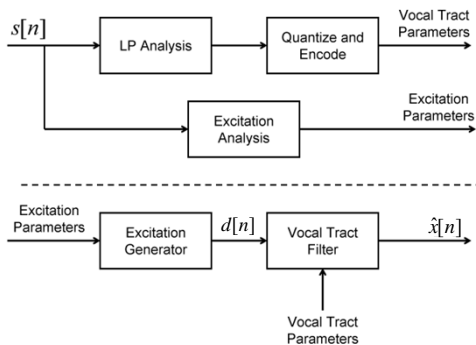 s[n]
LP Analysis
Quantize and
Encode
Vocal Tract
Parameters
Excitation
Analysis
Excitation
Parameters
Excitation
Parameters
Excitation
Generator
d[n]
Vocal Tract
Filter
x̂[n]
Vocal Tract
Parameters